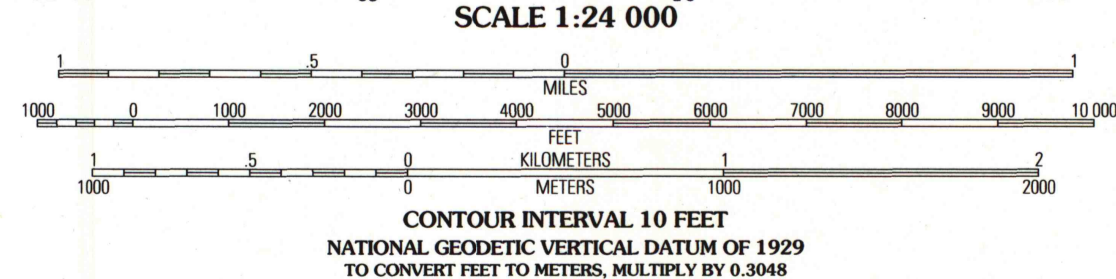 SCALE 1:24 000
1 .5 0 1
MILES
1000 0 1000 2000 3000 4000 5000 6000 7000 8000 9000 10 000
FEET
1 .5 0 KILOMETERS 1 2
1000 0 METERS 1000 2000
CONTOUR INTERVAL 10 FEET
NATIONAL GEODETIC VERTICAL DATUM OF 1929
TO CONVERT FEET TO METERS, MULTIPLY BY 0.3048